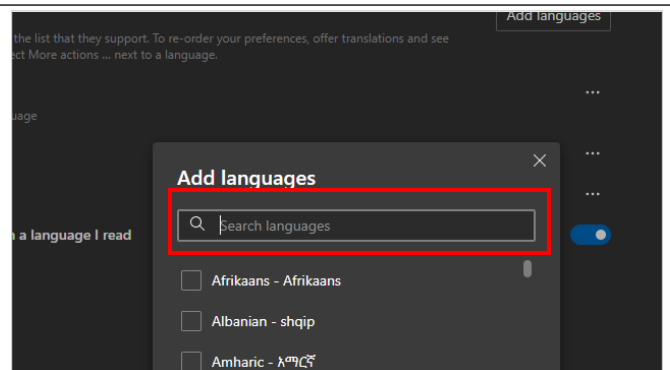 Add languages
the list that they support. To re-order your preferences, offer translations and see
ect More actions ... next to a language.
...
uage
...
Add languages
...
Search languages
n a language I read
Afrikaans - Afrikaans
Albanian - shqip
Amharic - አማርኛ